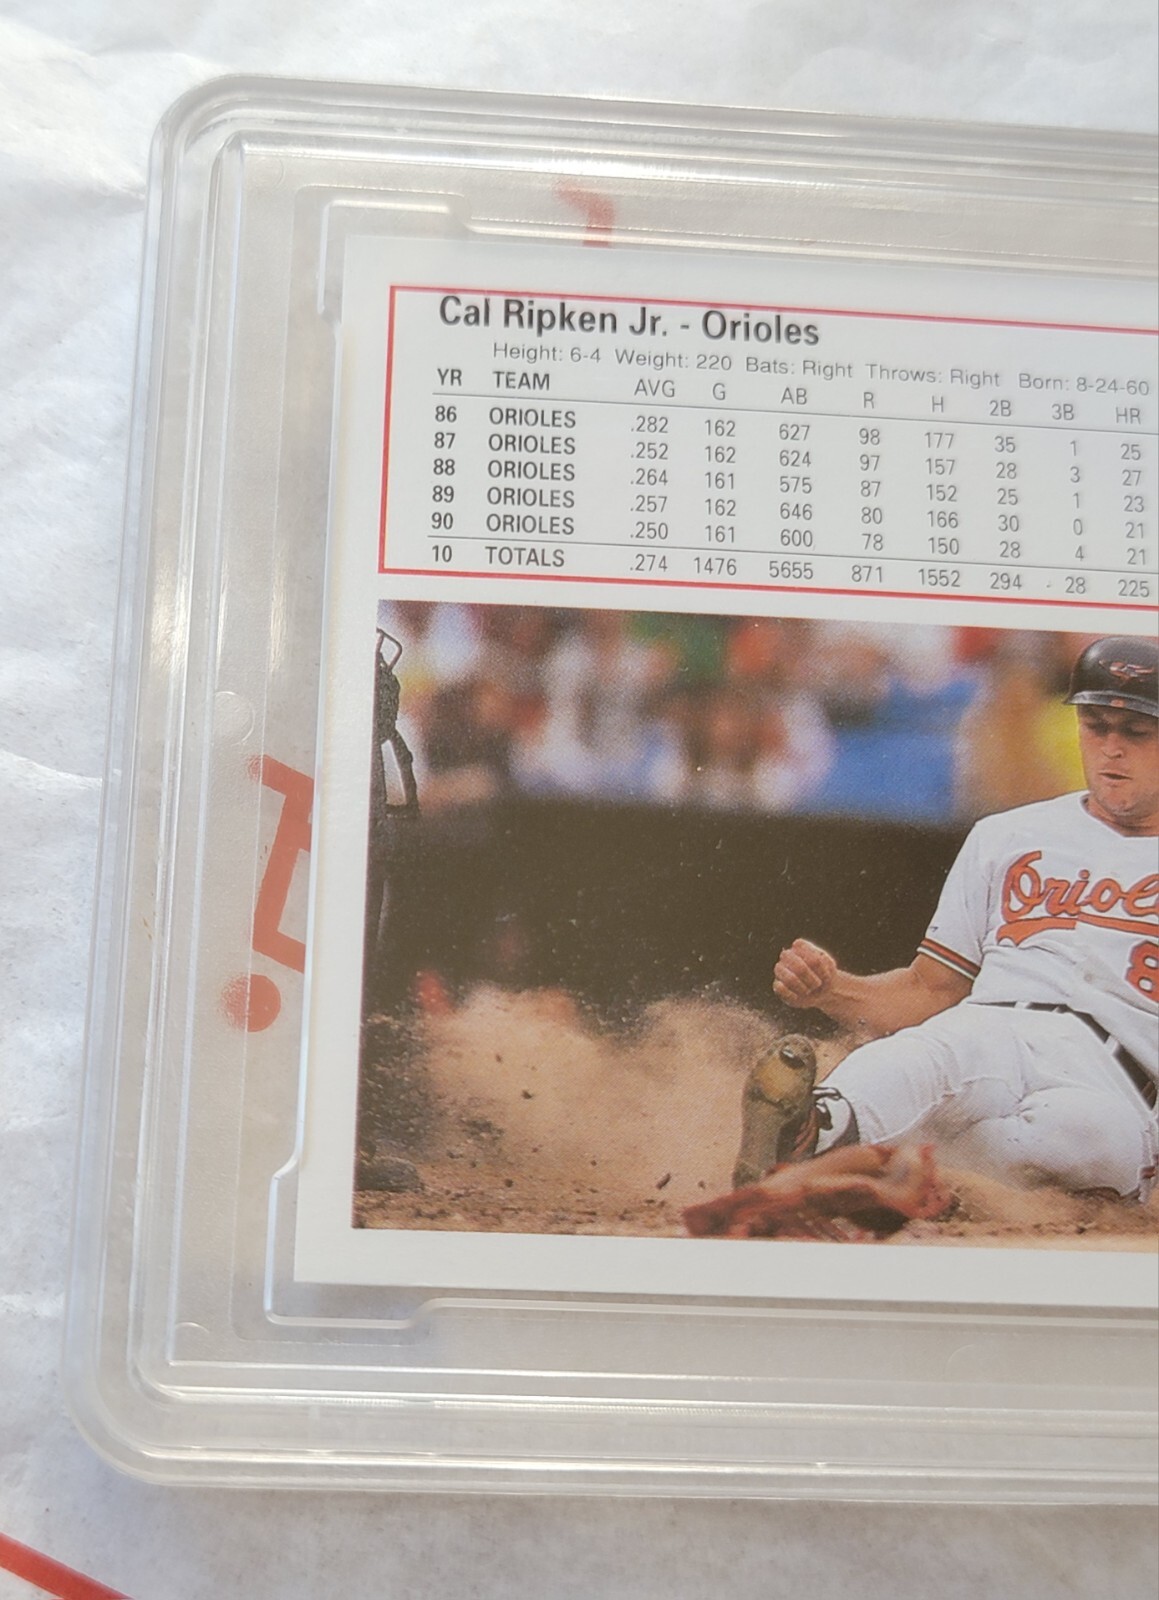 Cal Ripken Jr. - Orioles
Height: 6-4 Weight: 220 Bats: Right Throws: Right Born: 8-24-60
YR TEAM AVG G AB R H 2B 3B HR
86 ORIOLES .282 162 627 98 177 35 1 25
87 ORIOLES .252 162 624 97 157 28 3 27
88 ORIOLES .264 161 575 87 152 25 1 23
89 ORIOLES .257 162 646 80 166 30 0 21
90 ORIOLES .250 161 600 78 150 28 4 21
10 TOTALS .274 1476 5655 871 1552 294 28 225
Oriole
8